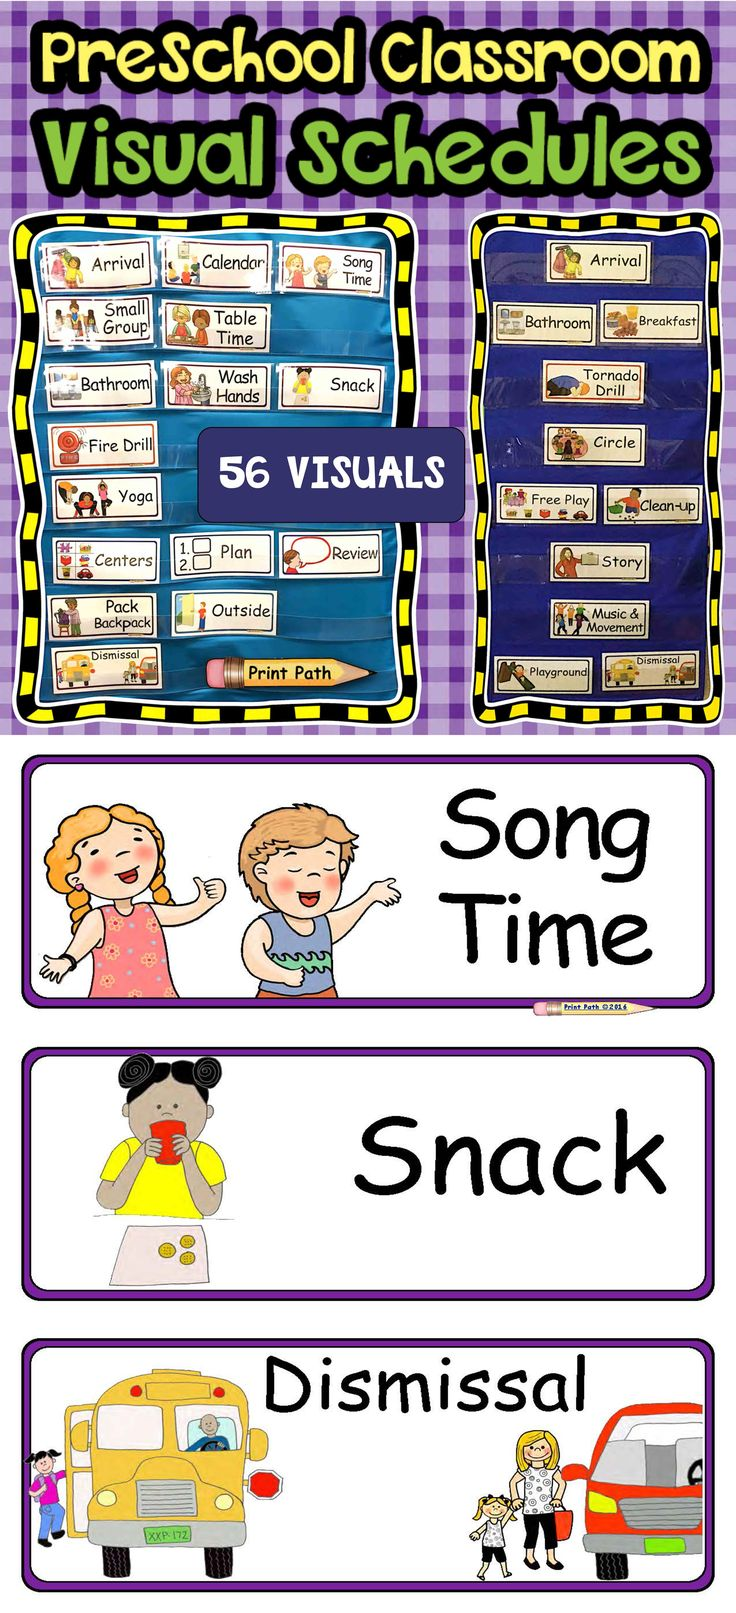 Preschool Classroom
Visual Schedules
Arrival
Calendar
Song
Time
Small
Group
Table
Time
Bathroom
Wash
Hands
Snack
Fire Drill
Yoga
Centers
1.
2.
Plan
Review
Pack
Backpack
Outside
Dismissal
Print Path
56 VISUALS
Arrival
Bathroom
Breakfast
Tornado
Drill
Circle
Free Play
Clean-up
Story
Music &
Movement
Playground
Dismissal
Song
Time
Print Path ©2016
Snack
Dismissal
XXP 172